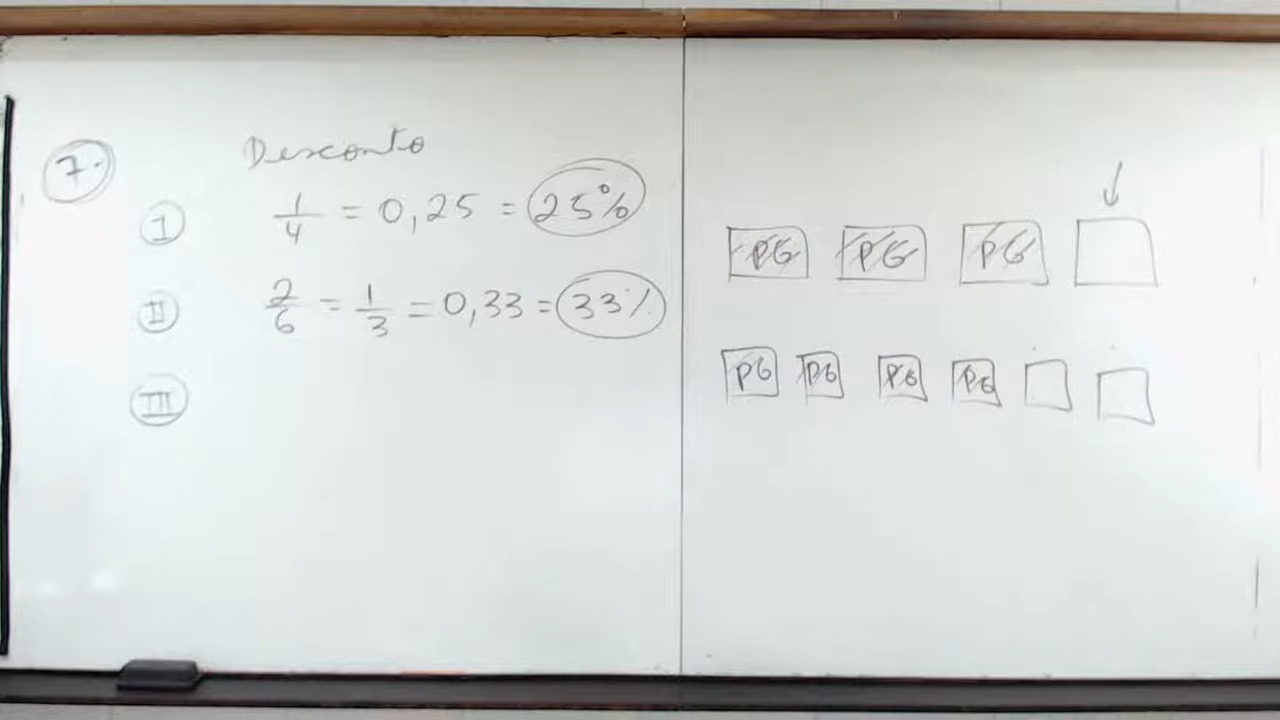 7.
Desconto
I 1/4 = 0,25 = 25%
II 2/6 = 1/3 = 0,33 = 33%
III
PG PG PG
PG PG PG PG